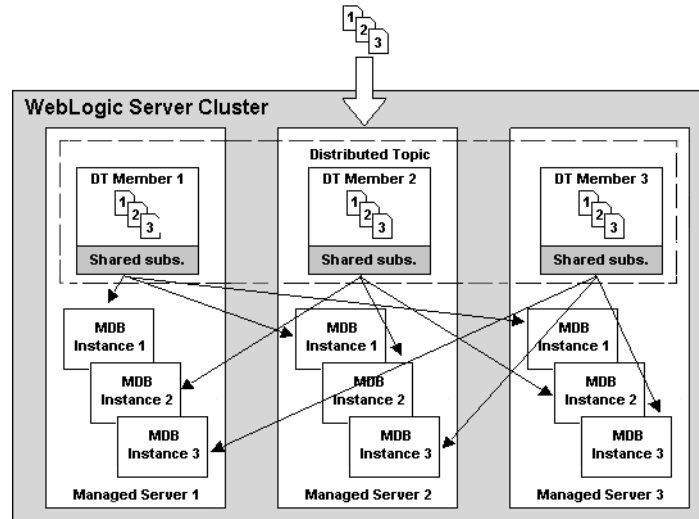 1
2
3
WebLogic Server Cluster
Distributed Topic
DT Member 1
1
2
3
Shared subs.
MDB
Instance 1
MDB
Instance 2
MDB
Instance 3
Managed Server 1
DT Member 2
1
2
3
Shared subs.
MDB
Instance 1
MDB
Instance 2
MDB
Instance 3
Managed Server 2
DT Member 3
1
2
3
Shared subs.
MDB
Instance 1
MDB
Instance 2
MDB
Instance 3
Managed Server 3